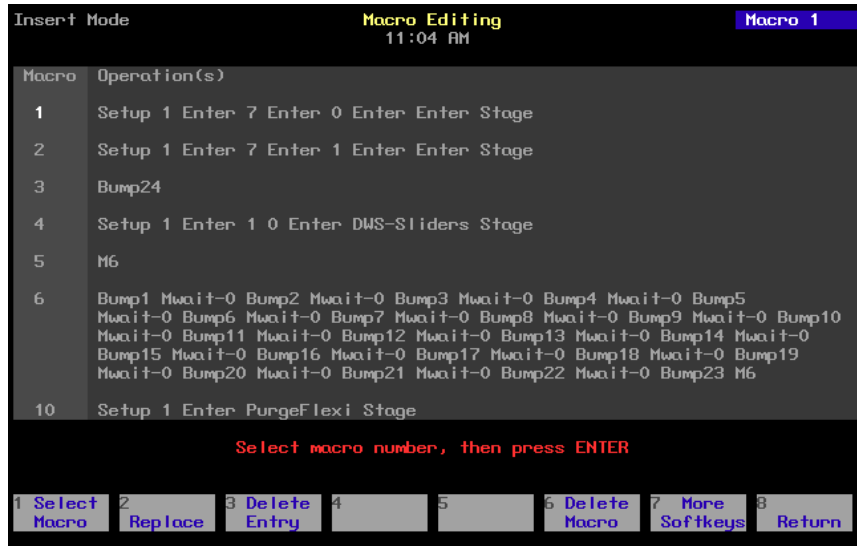 Insert Mode Macro Editing Macro 1
11:04 AM
Macro Operation(s)
1 Setup 1 Enter 7 Enter 0 Enter Enter Stage
2 Setup 1 Enter 7 Enter 1 Enter Enter Stage
3 Bump24
4 Setup 1 Enter 1 0 Enter DWS-Sliders Stage
5 M6
6 Bump1 Mwait-0 Bump2 Mwait-0 Bump3 Mwait-0 Bump4 Mwait-0 Bump5
Mwait-0 Bump6 Mwait-0 Bump7 Mwait-0 Bump8 Mwait-0 Bump9 Mwait-0 Bump10
Mwait-0 Bump11 Mwait-0 Bump12 Mwait-0 Bump13 Mwait-0 Bump14 Mwait-0
Bump15 Mwait-0 Bump16 Mwait-0 Bump17 Mwait-0 Bump18 Mwait-0 Bump19
Mwait-0 Bump20 Mwait-0 Bump21 Mwait-0 Bump22 Mwait-0 Bump23 M6
10 Setup 1 Enter PurgeFlexi Stage
Select macro number, then press ENTER
1 Select Macro
2 Replace
3 Delete Entry
4
5
6 Delete Macro
7 More Softkeys
8 Return